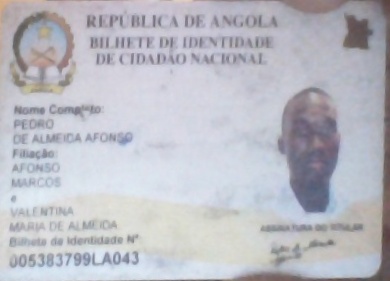 REPÚBLICA DE ANGOLA
BILHETE DE IDENTIDADE
DE CIDADÃO NACIONAL
Nome Completo:
PEDRO
DE ALMEIDA AFONSO
Filiação:
AFONSO
MARCOS
e
VALENTINA
MARIA DE ALMEIDA
ASSINATURA DO TITULAR
Bilhete de Identidade Nº
005383799LA043